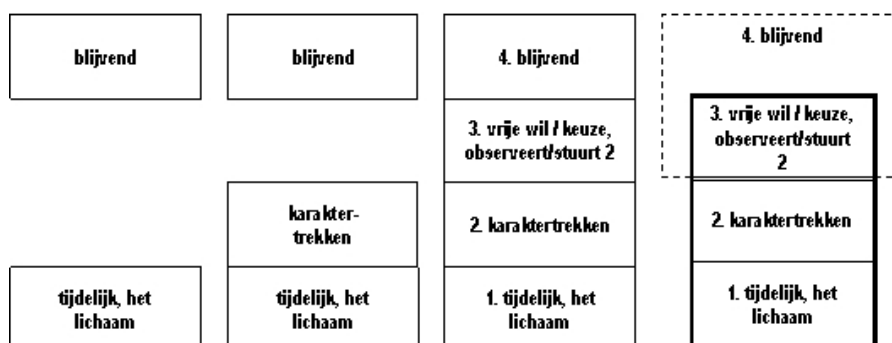 blijvend
tijdelijk, het
lichaam
blijvend
karakter-
trekken
tijdelijk, het
lichaam
4. blijvend
3. vrije wil / keuze,
observeert/stuurt 2
2. karaktertrekken
1. tijdelijk, het
lichaam
4. blijvend
3. vrije wil / keuze,
observeert/stuurt
2
2. karaktertrekken
1. tijdelijk, het
lichaam